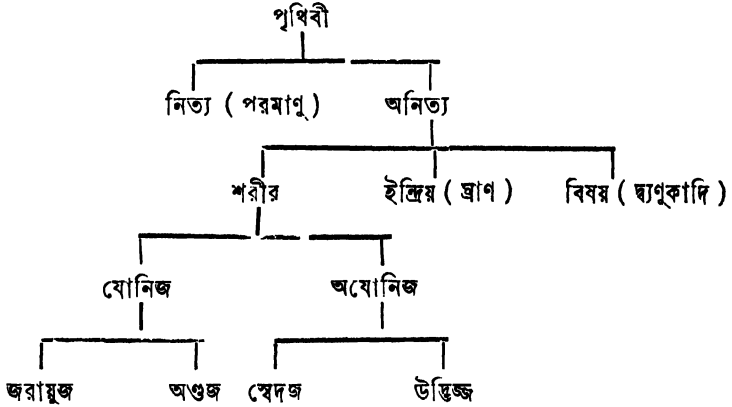 পৃথিবী
নিত্য ( পরমাণু ) অনিত্য
শরীর ইন্দ্রিয় ( ঘ্রাণ ) বিষয় ( দ্ব্যণুকাদি )
যোনিজ অযোনিজ
জরায়ুজ অণ্ডজ স্বেদজ উদ্ভিজ্জ